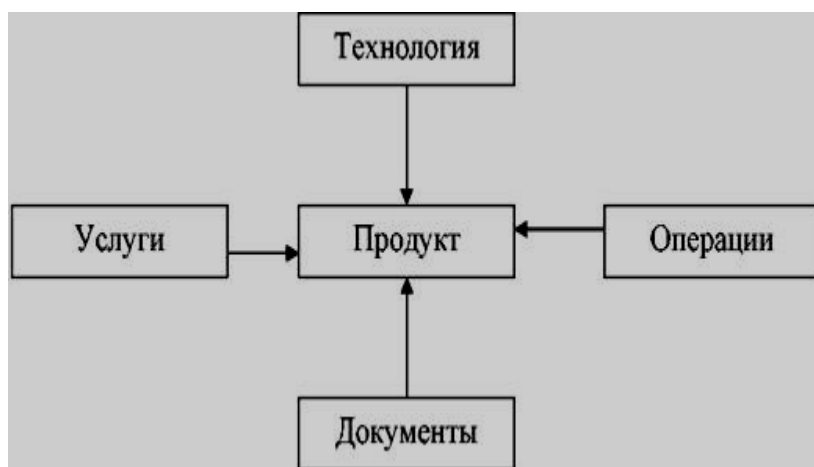 Технология
Услуги
Продукт
Операции
Документы